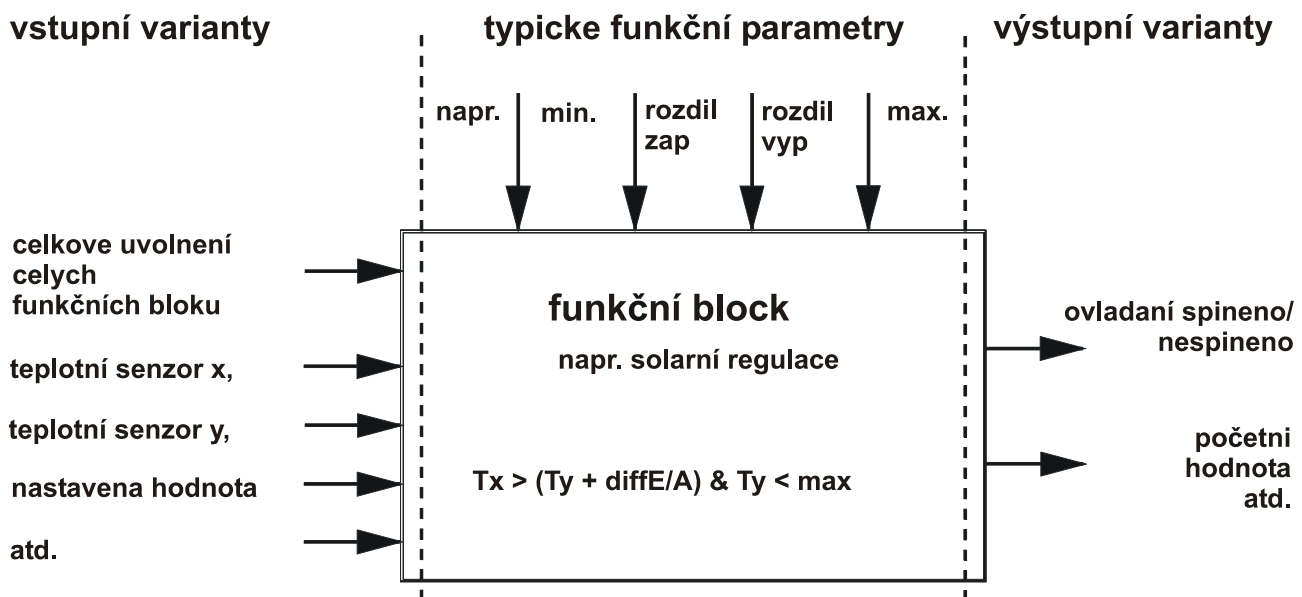 vstupní varianty
typicke funkční parametry
výstupní varianty
napr.
min.
rozdil
zap
rozdil
vyp
max.
celkove uvolnení
celych
funkčních bloku
teplotní senzor x,
teplotní senzor y,
nastavena hodnota
atd.
funkční block
napr. solarní regulace
Tx > (Ty + diffE/A) & Ty < max
ovladaní spineno/
nespineno
početni
hodnota
atd.